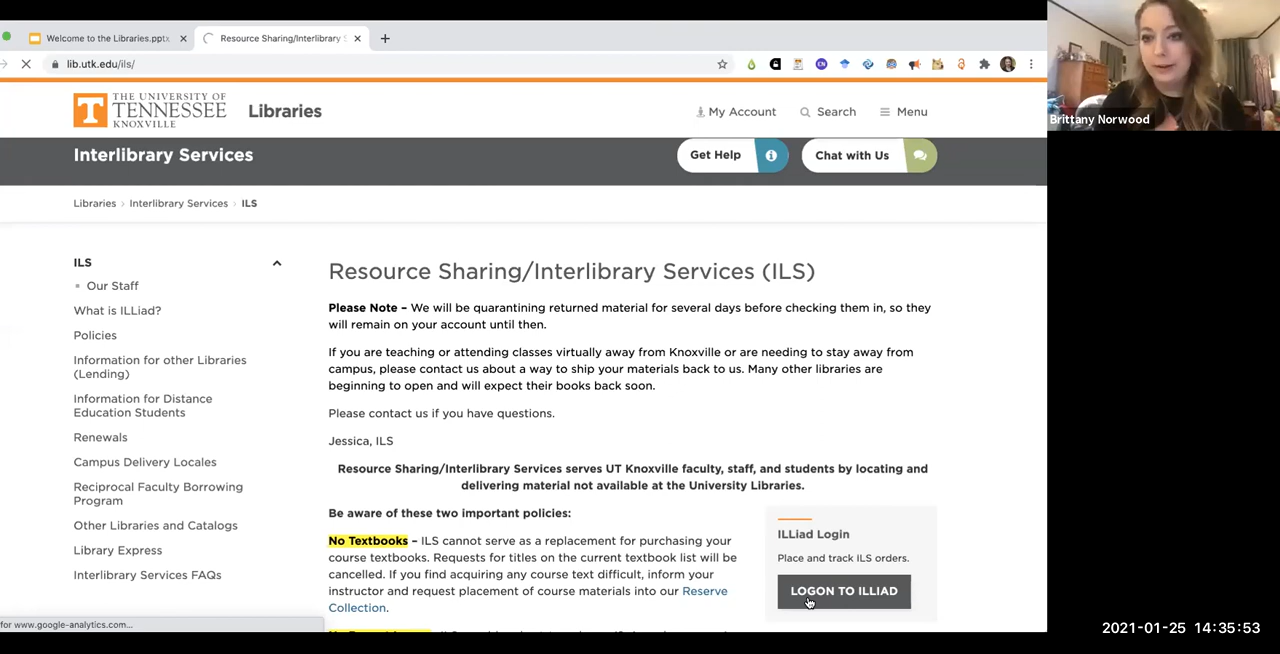 Welcome to the Libraries.pptx
Resource Sharing/Interlibrary S
lib.utk.edu/ils/
Brittany Norwood
THE UNIVERSITY OF
TENNESSEE
KNOXVILLE
Libraries
My Account
Search
Menu
Interlibrary Services
Get Help
Chat with Us
Libraries › Interlibrary Services › ILS
ILS
Our Staff
What is ILLiad?
Policies
Information for other Libraries
(Lending)
Information for Distance
Education Students
Renewals
Campus Delivery Locales
Reciprocal Faculty Borrowing
Program
Other Libraries and Catalogs
Library Express
Interlibrary Services FAQs
Resource Sharing/Interlibrary Services (ILS)
Please Note – We will be quarantining returned material for several days before checking them in, so they
will remain on your account until then.
If you are teaching or attending classes virtually away from Knoxville or are needing to stay away from
campus, please contact us about a way to ship your materials back to us. Many other libraries are
beginning to open and will expect their books back soon.
Please contact us if you have questions.
Jessica, ILS
Resource Sharing/Interlibrary Services serves UT Knoxville faculty, staff, and students by locating and
delivering material not available at the University Libraries.
Be aware of these two important policies:
No Textbooks – ILS cannot serve as a replacement for purchasing your
course textbooks. Requests for titles on the current textbook list will be
cancelled. If you find acquiring any course text difficult, inform your
instructor and request placement of course materials into our Reserve
Collection.
ILLiad Login
Place and track ILS orders.
LOGON TO ILLIAD
for www.google-analytics.com...
2021-01-25 14:35:53